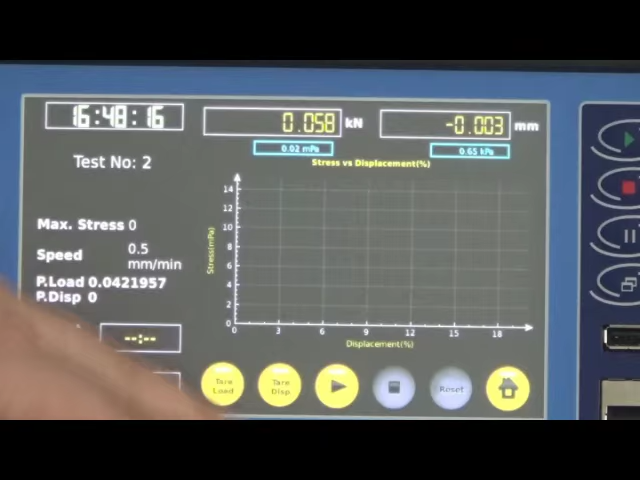 16:48:16
0.058 kN
-0.003 mm
0.02 mPa
0.65 kPa
Test No: 2
Stress vs Displacement(%)
Max. Stress 0
Speed 0.5 mm/min
P.Load 0.0421957
P.Disp 0
--:--
Stress(mPa)
14
12
10
8
6
4
2
0
0 3 6 9 12 15 18
Displacement(%)
Tare Load
Tare Disp
Reset